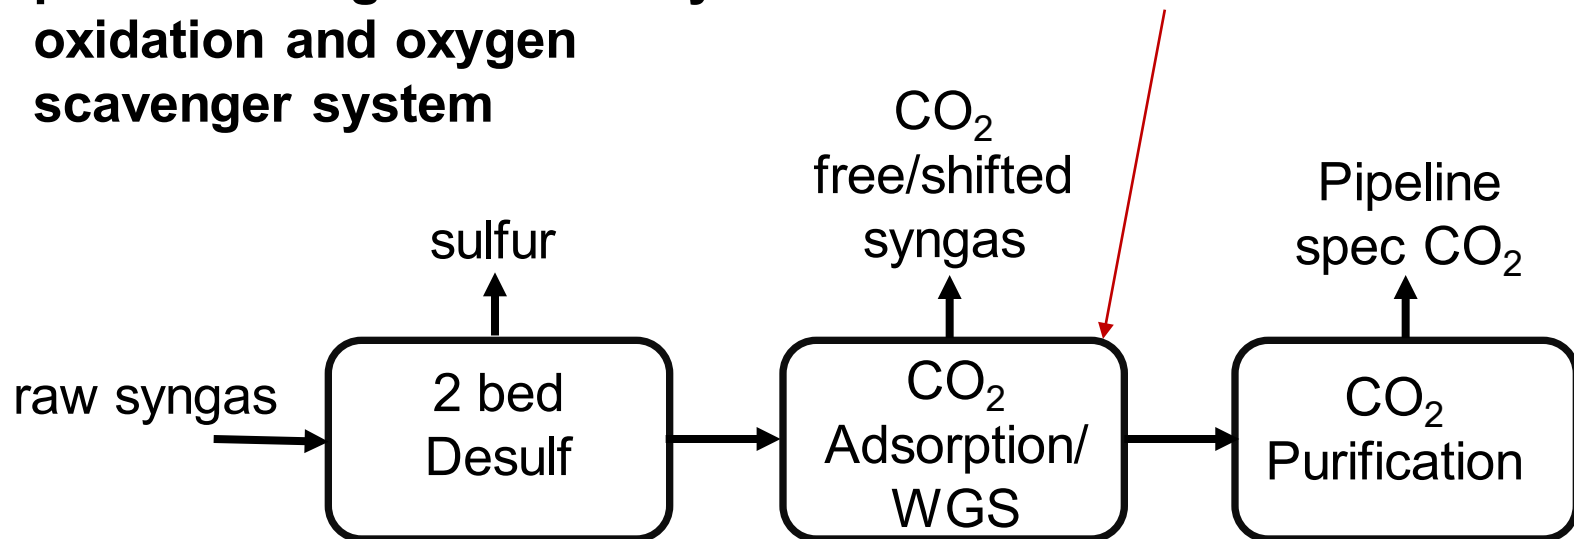 oxidation and oxygen
scavenger system
CO₂
free/shifted
syngas
Pipeline
spec CO₂
sulfur
raw syngas
2 bed
Desulf
CO₂
Adsorption/
WGS
CO₂
Purification